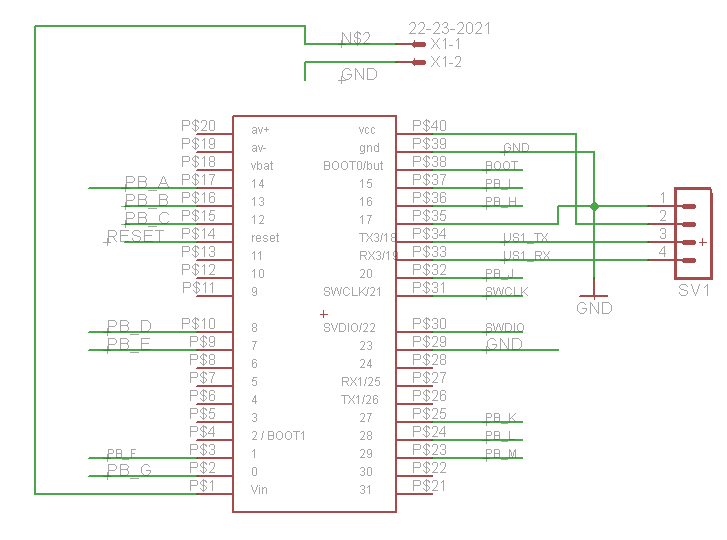 22-23-2021
N$2 X1-1
GND X1-2
P$20 av+ vcc P$40
P$19 av- gnd P$39 GND
P$18 vbat BOOT0/but P$38 BOOT
PB_A P$17 14 15 P$37 PB_I
PB_B P$16 13 16 P$36 PB_H 1
PB_C P$15 12 17 P$35 2
RESET P$14 reset TX3/18 P$34 US1_TX 3
P$13 11 RX3/19 P$33 US1_RX 4
P$12 10 20 P$32 PB_J
P$11 9 SWCLK/21 P$31 SWCLK SV1
GND
PB_D P$10 8 SVDIO/22 P$30 SWDIO
PB_E P$9 7 23 P$29 GND
P$8 6 24 P$28
P$7 5 RX1/25 P$27
P$6 4 TX1/26 P$26
P$5 3 27 P$25 PB_K
P$4 2 / BOOT1 28 P$24 PB_L
PB_F P$3 1 29 P$23 PB_M
PB_G P$2 0 30 P$22
P$1 Vin 31 P$21